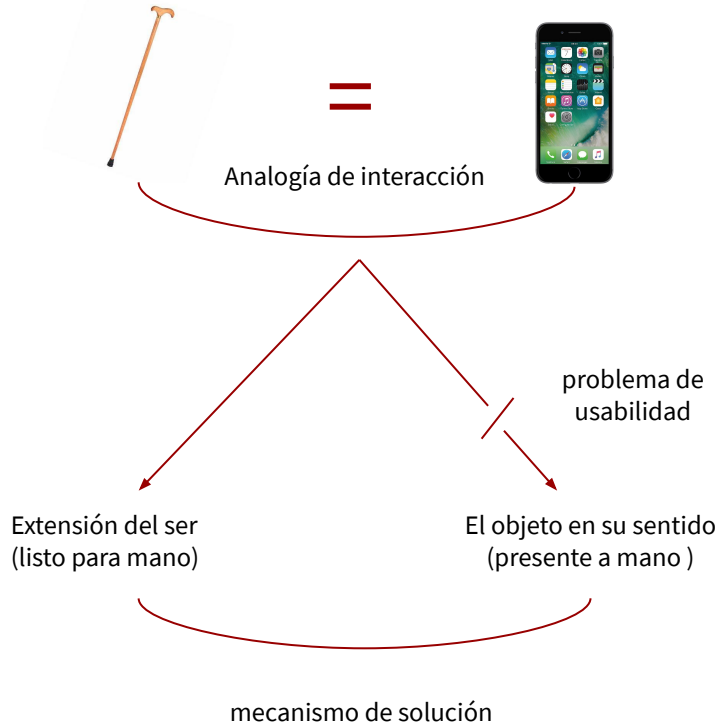 =
Analogía de interacción
problema de
usabilidad
Extensión del ser
(listo para mano)
El objeto en su sentido
(presente a mano )
mecanismo de solución